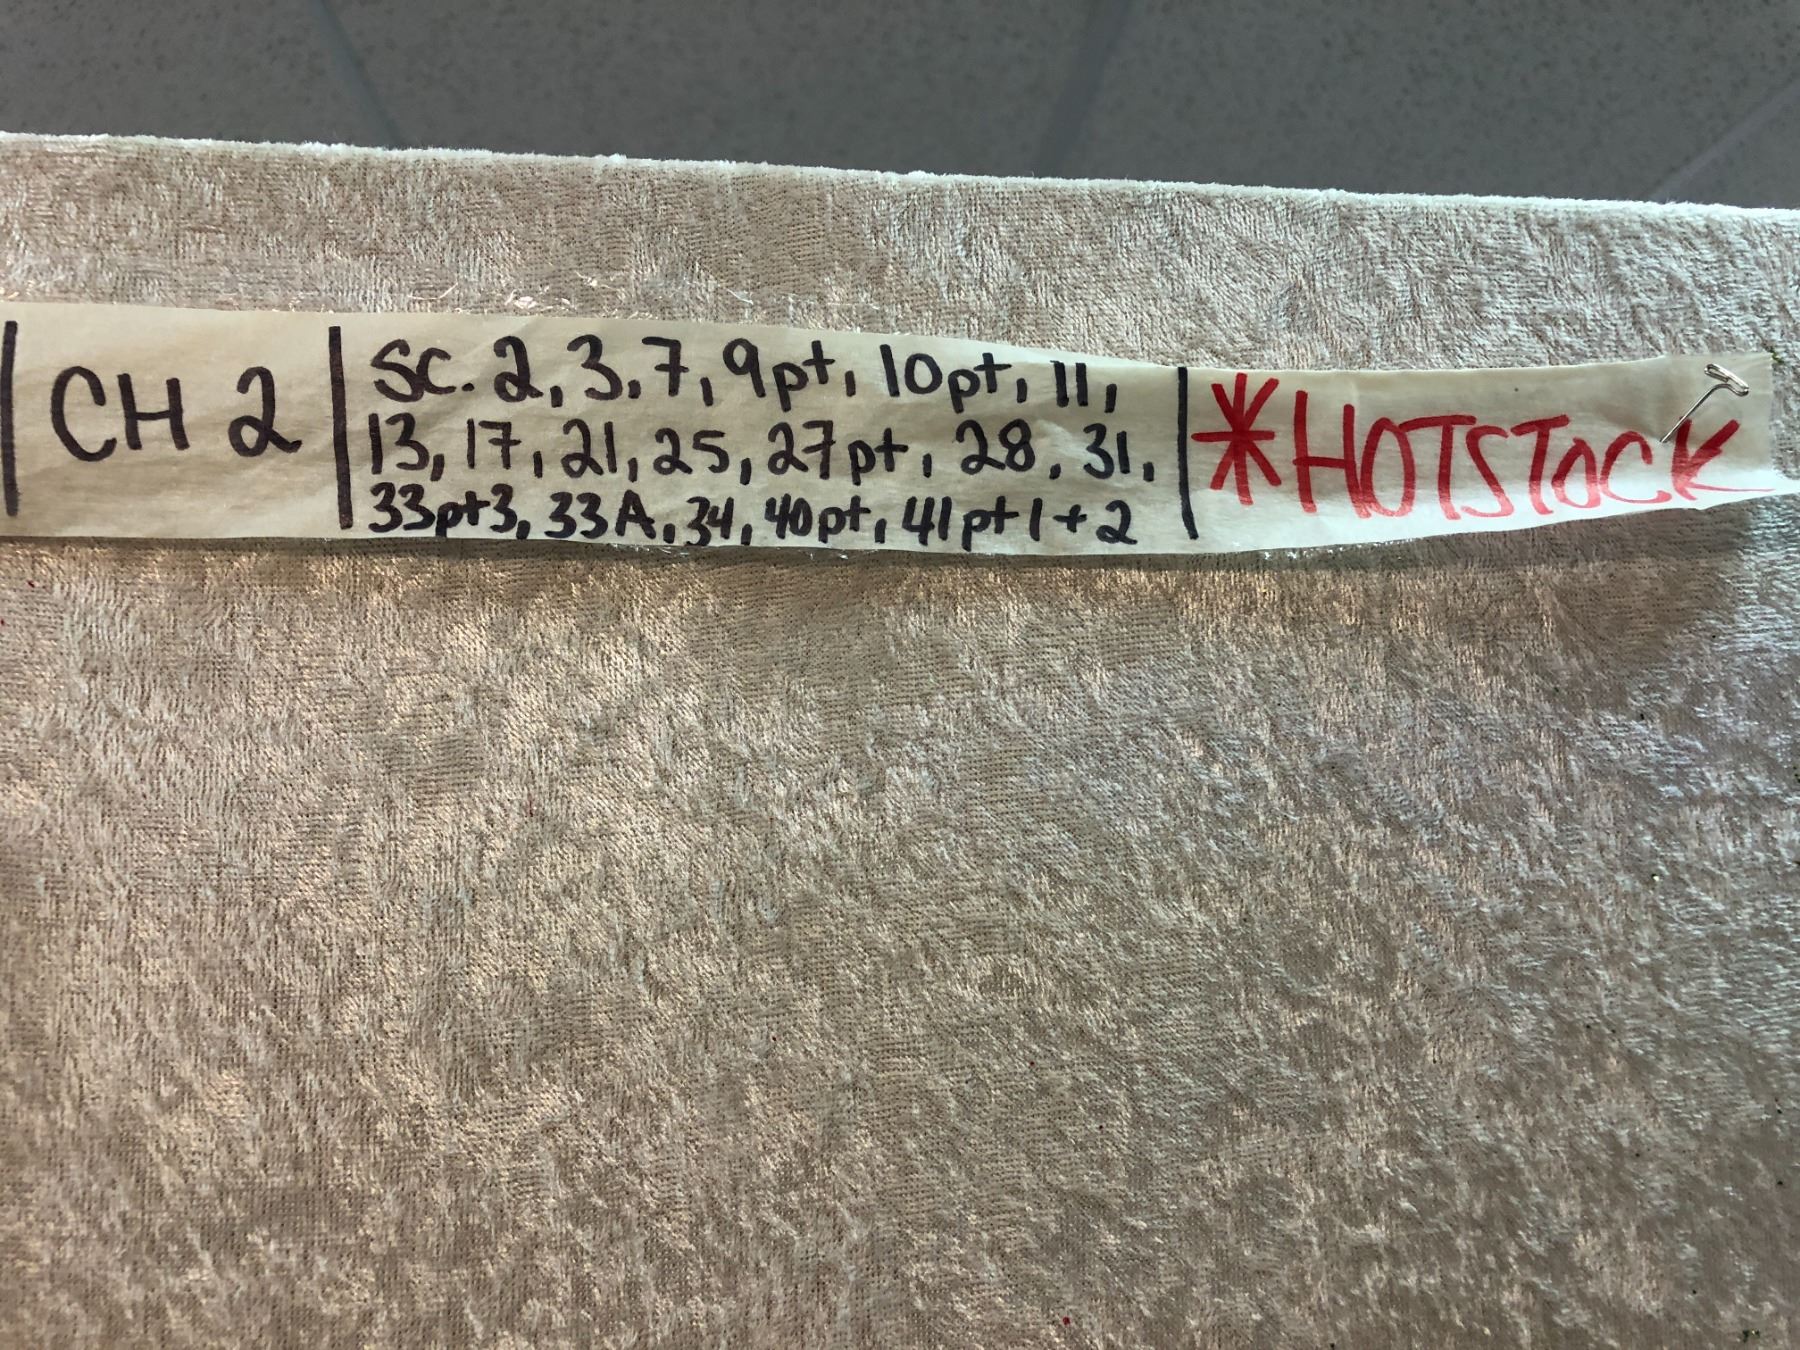 CH 2
SC. 2, 3, 7, 9pt, 10pt, 11,
13, 17, 21, 25, 27pt, 28, 31,
33pt3, 33A, 34, 40pt, 41pt1+2
*HOTSTOCK